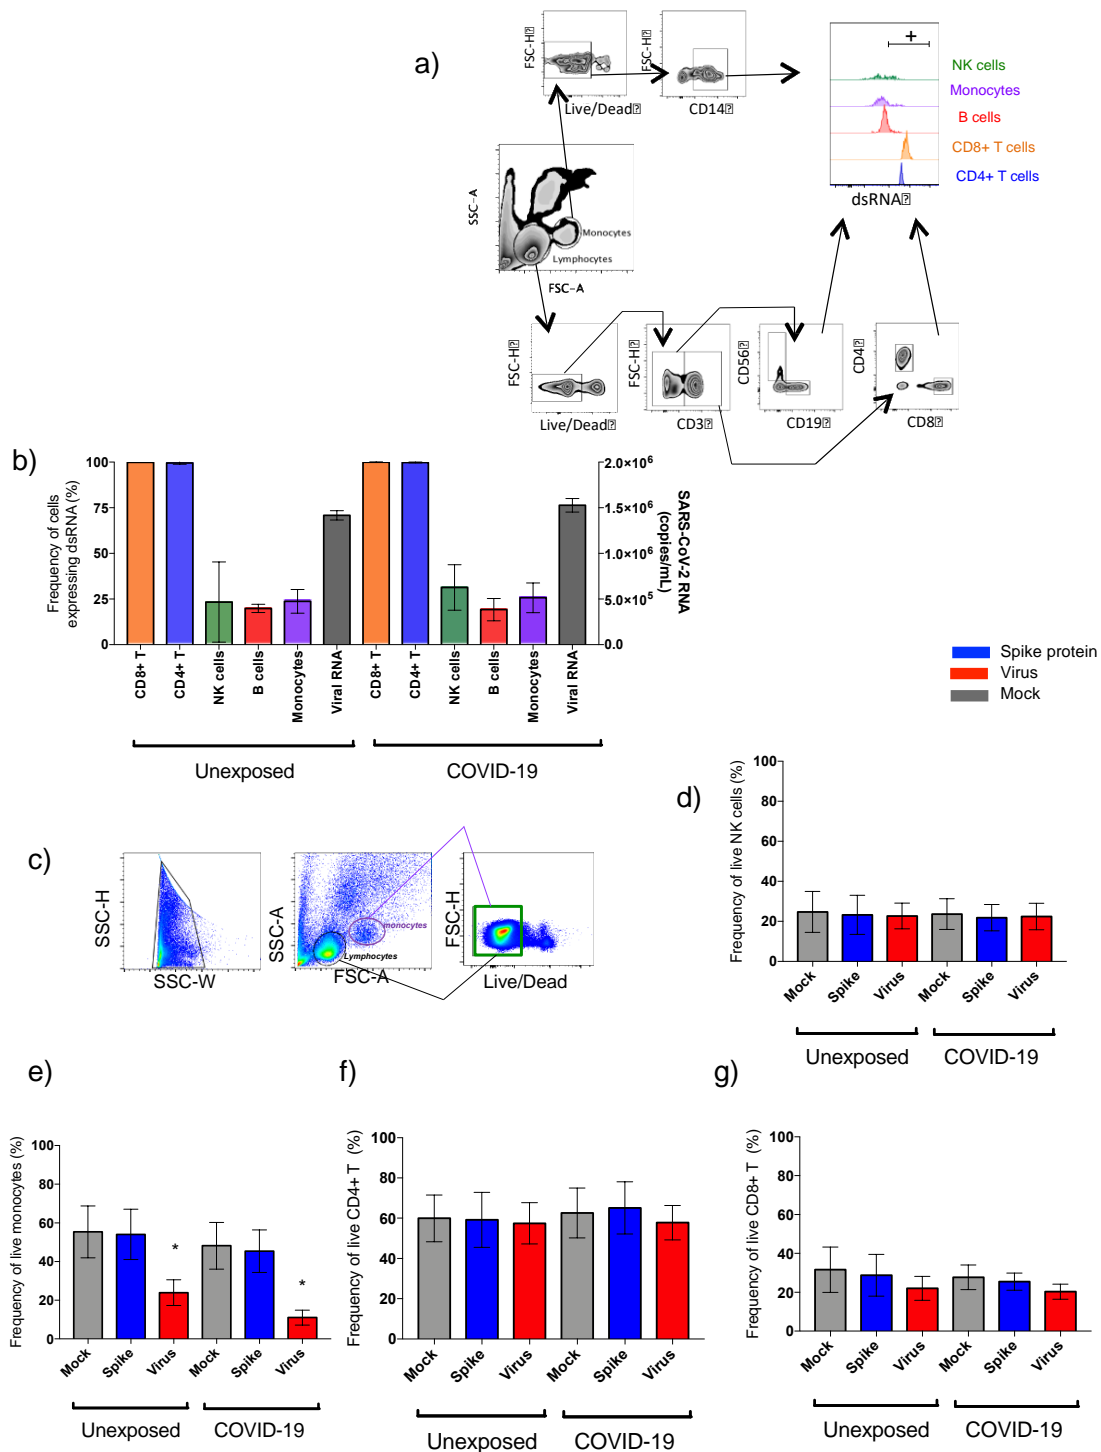 a)
FSC-H
Live/Dead
FSC-H
CD14
+
NK cells
Monocytes
B cells
CD8+ T cells
CD4+ T cells
dsRNA
SSC-A
Monocytes
Lymphocytes
FSC-A
FSC-H
Live/Dead
FSC-H
CD3
CD56
CD19
CD4
CD8
b)
Frequency of cells
expressing dsRNA (%)
100
75
50
25
0
2.0×10⁶
1.5×10⁶
1.0×10⁶
5.0×10⁵
0.0
SARS-CoV-2 RNA
(copies/mL)
CD8+ T
CD4+ T
NK cells
B cells
Monocytes
Viral RNA
CD8+ T
CD4+ T
NK cells
B cells
Monocytes
Viral RNA
Unexposed
COVID-19
Spike protein
Virus
Mock
c)
SSC-H
SSC-W
SSC-A
monocytes
Lymphocytes
FSC-A
FSC-H
Live/Dead
d)
Frequency of live NK cells (%)
100
80
60
40
20
0
Mock
Spike
Virus
Mock
Spike
Virus
Unexposed
COVID-19
e)
Frequency of live monocytes (%)
100
80
60
40
20
0
*
*
Mock
Spike
Virus
Mock
Spike
Virus
Unexposed
COVID-19
f)
Frequency of live CD4+ T (%)
100
80
60
40
20
0
Mock
Spike
Virus
Mock
Spike
Virus
Unexposed
COVID-19
g)
Frequency of live CD8+ T (%)
100
80
60
40
20
0
Mock
Spike
Virus
Mock
Spike
Virus
Unexposed
COVID-19